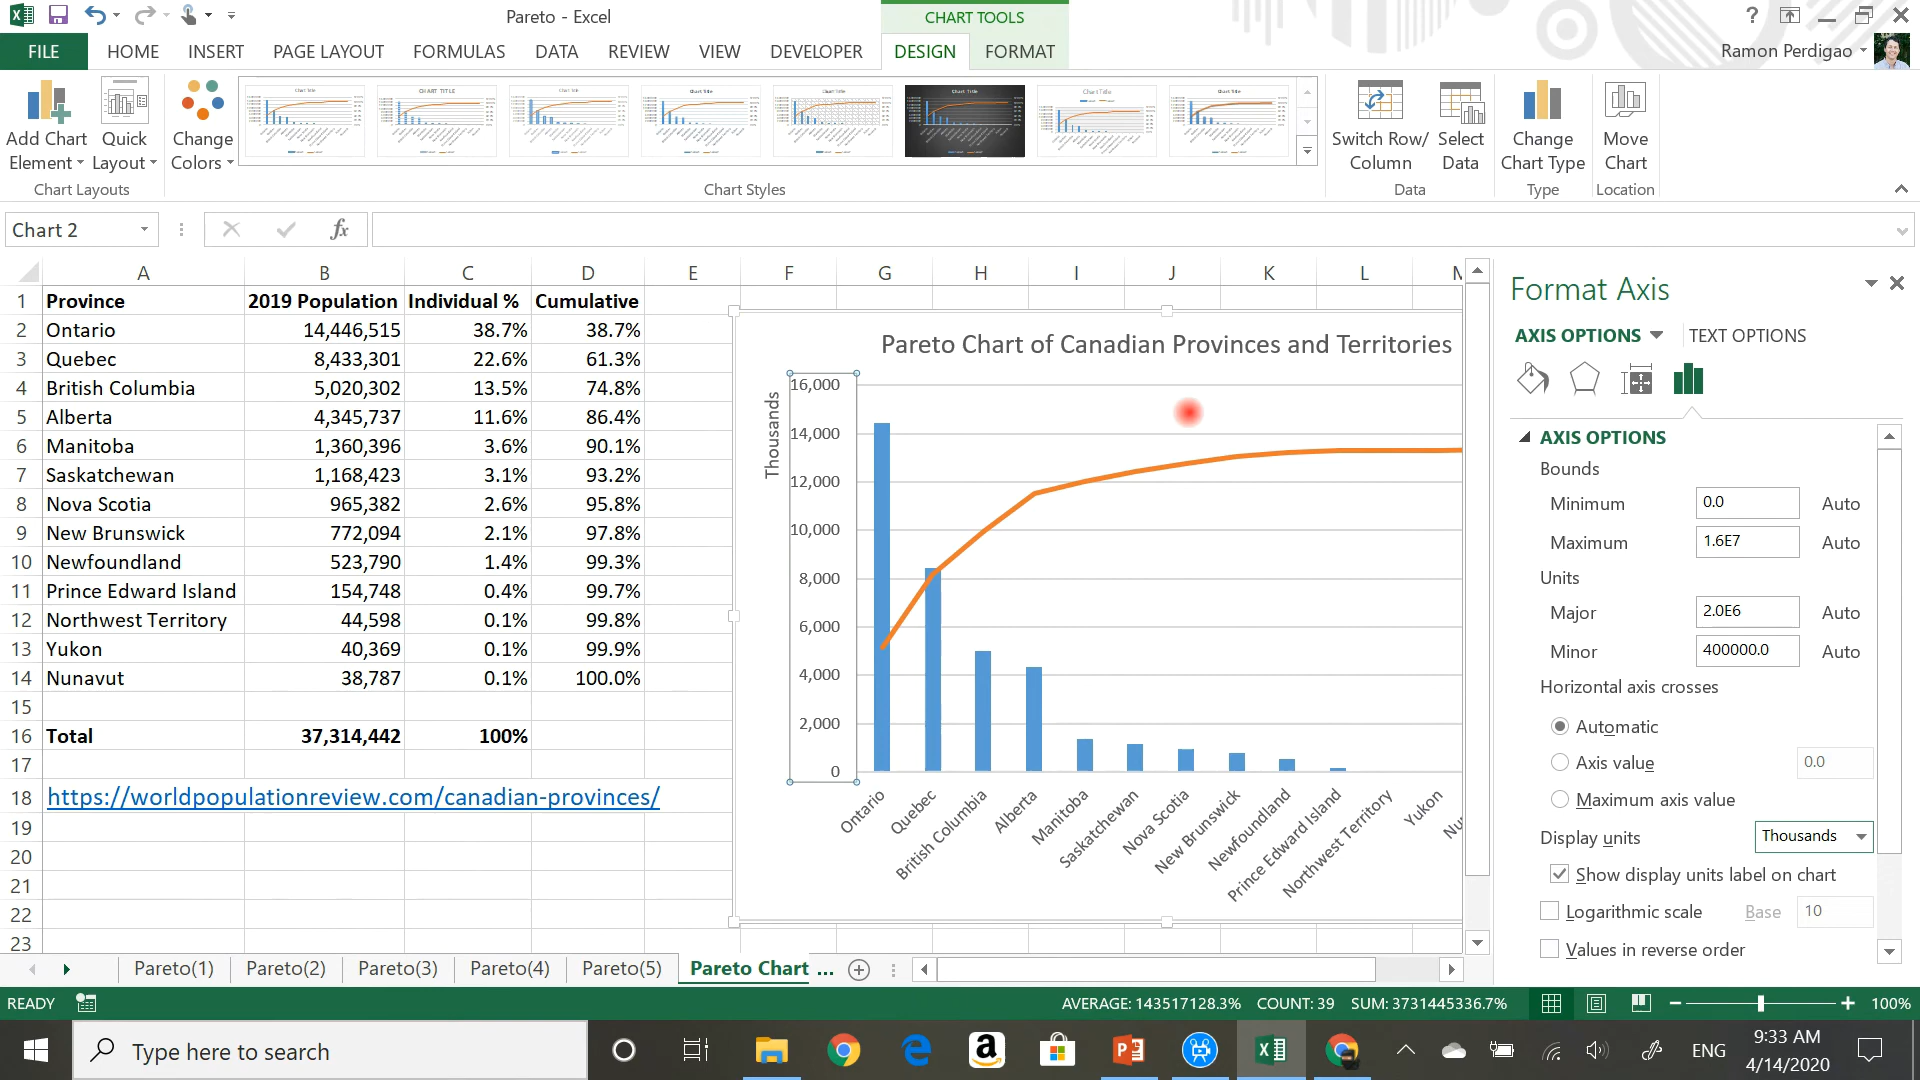 Pareto - Excel
CHART TOOLS
?
FILE
HOME
INSERT
PAGE LAYOUT
FORMULAS
DATA
REVIEW
VIEW
DEVELOPER
DESIGN
FORMAT
Ramon Perdigao
Add Chart Element
Quick Layout
Change Colors
Switch Row/ Column
Select Data
Change Chart Type
Move Chart
Chart Layouts
Chart Styles
Data
Type
Location
Chart 2
fx
A B C D E F G H I J K L
1 Province 2019 Population Individual % Cumulative
2 Ontario 14,446,515 38.7% 38.7%
3 Quebec 8,433,301 22.6% 61.3%
4 British Columbia 5,020,302 13.5% 74.8%
5 Alberta 4,345,737 11.6% 86.4%
6 Manitoba 1,360,396 3.6% 90.1%
7 Saskatchewan 1,168,423 3.1% 93.2%
8 Nova Scotia 965,382 2.6% 95.8%
9 New Brunswick 772,094 2.1% 97.8%
10 Newfoundland 523,790 1.4% 99.3%
11 Prince Edward Island 154,748 0.4% 99.7%
12 Northwest Territory 44,598 0.1% 99.8%
13 Yukon 40,369 0.1% 99.9%
14 Nunavut 38,787 0.1% 100.0%
15
16 Total 37,314,442 100%
17
18 https://worldpopulationreview.com/canadian-provinces/
19
20
21
22
23
Pareto Chart of Canadian Provinces and Territories
Thousands
16,000
14,000
12,000
10,000
8,000
6,000
4,000
2,000
0
Ontario
Quebec
British Columbia
Alberta
Manitoba
Saskatchewan
Nova Scotia
New Brunswick
Newfoundland
Prince Edward Island
Northwest Territory
Yukon
Format Axis
AXIS OPTIONS
TEXT OPTIONS
AXIS OPTIONS
Bounds
Minimum 0.0 Auto
Maximum 1.6E7 Auto
Units
Major 2.0E6 Auto
Minor 400000.0 Auto
Horizontal axis crosses
Automatic
Axis value 0.0
Maximum axis value
Display units Thousands
Show display units label on chart
Logarithmic scale Base 10
Values in reverse order
Pareto(1)
Pareto(2)
Pareto(3)
Pareto(4)
Pareto(5)
Pareto Chart ...
READY
AVERAGE: 143517128.3% COUNT: 39 SUM: 3731445336.7%
100%
Type here to search
ENG
9:33 AM
4/14/2020